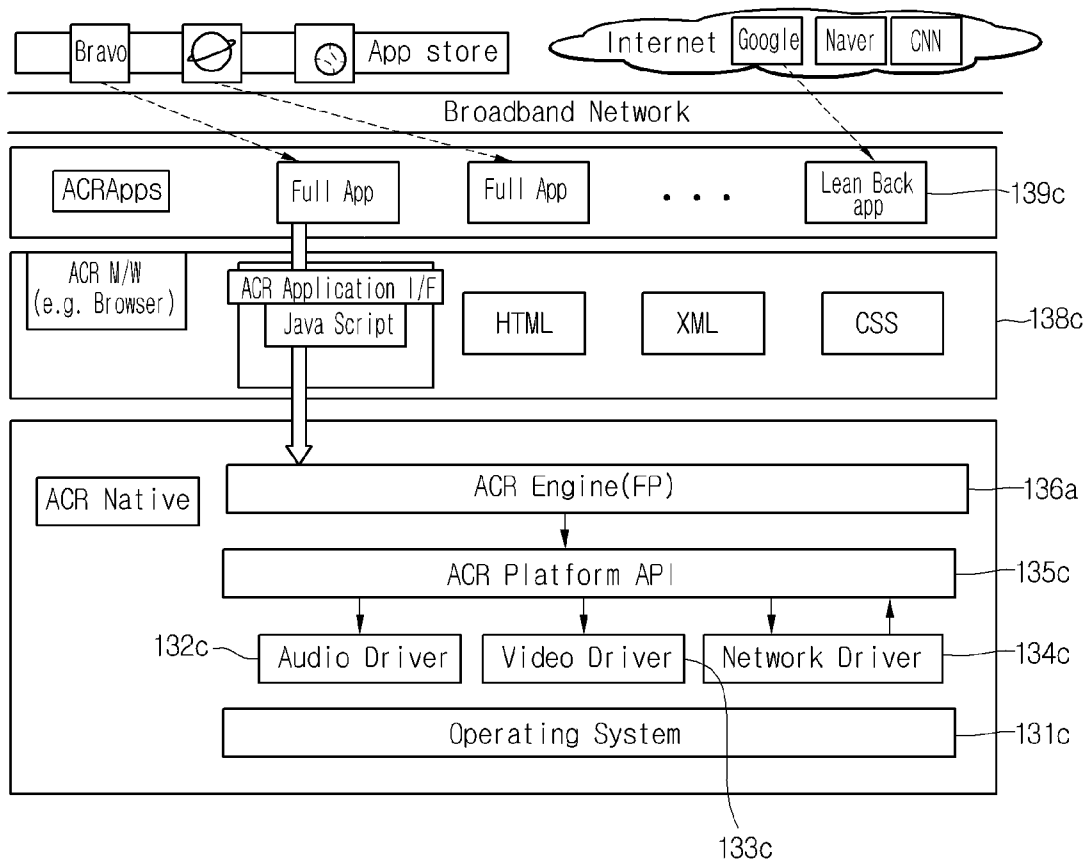 Bravo
App store
Internet
Google
Naver
CNN
Broadband Network
ACRApps
Full App
Full App
. . .
Lean Back
app
139c
ACR M/W
(e.g. Browser)
ACR Application I/F
Java Script
HTML
XML
CSS
138c
ACR Native
ACR Engine(FP)
136a
ACR Platform API
135c
132c
Audio Driver
Video Driver
Network Driver
134c
Operating System
131c
133c